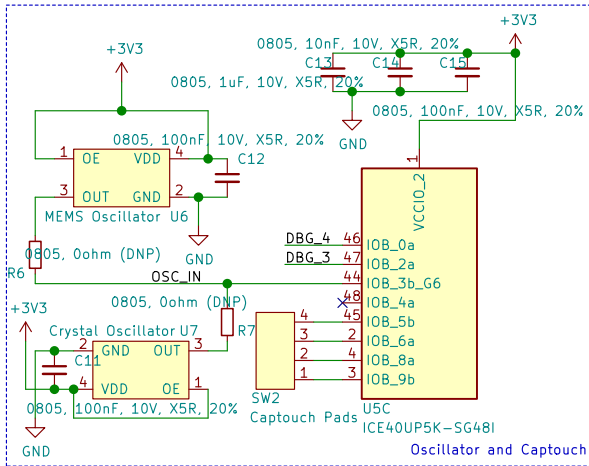 +3V3
+3V3
0805, 10nF, 10V, X5R, 20%
C13
C14
C15
0805, 1uF, 10V, X5R, 20%
0805, 100nF, 10V, X5R, 20%
GND
0805, 100nF, 10V, X5R, 20%
1
OE
VDD
4
C12
3
OUT
GND
2
MEMS Oscillator U6
GND
1
VCCIO_2
DBG_4
46
IOB_0a
DBG_3
47
IOB_2a
0805, 0ohm (DNP)
R6
OSC_IN
44
IOB_3b_G6
48
IOB_4a
0805, 0ohm (DNP)
+3V3
R7
4
45
IOB_5b
3
2
IOB_6a
2
4
IOB_8a
1
3
IOB_9b
Crystal Oscillator U7
2
GND
OUT
3
C11
4
VDD
OE
1
0805, 100nF, 10V, X5R, 20%
GND
SW2
Captouch Pads
U5C
ICE40UP5K-SG48I
Oscillator and Captouch